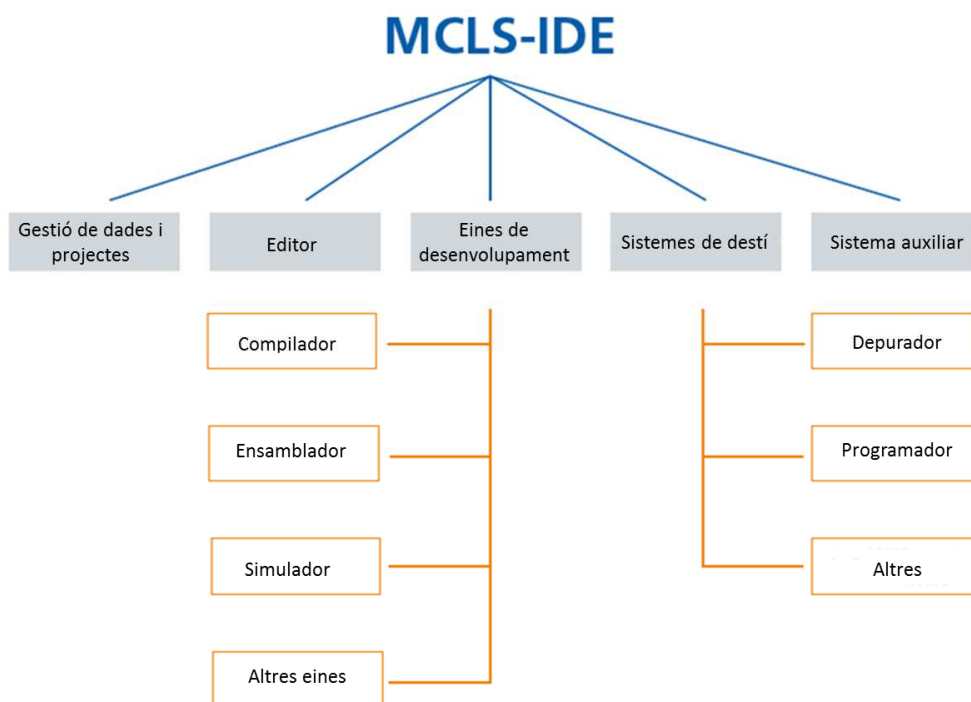 MCLS-IDE
Gestió de dades i
projectes
Editor
Eines de
desenvolupament
Sistemes de destí
Sistema auxiliar
Compilador
Depurador
Ensamblador
Programador
Simulador
Altres
Altres eines